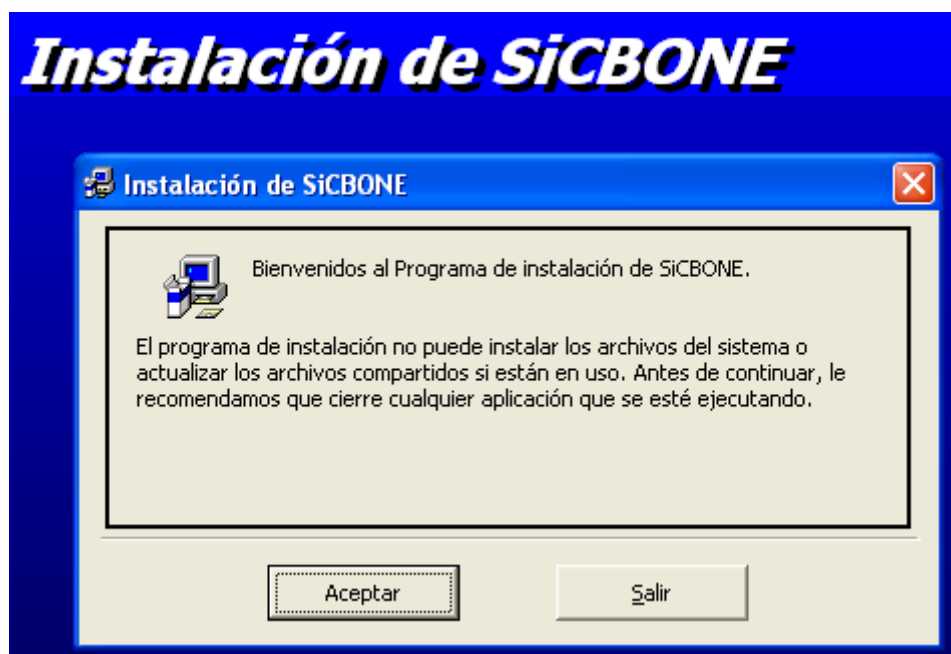 Instalación de SiCBONE
Instalación de SiCBONE
Bienvenidos al Programa de instalación de SiCBONE.
El programa de instalación no puede instalar los archivos del sistema o
actualizar los archivos compartidos si están en uso. Antes de continuar, le
recomendamos que cierre cualquier aplicación que se esté ejecutando.
Aceptar
Salir